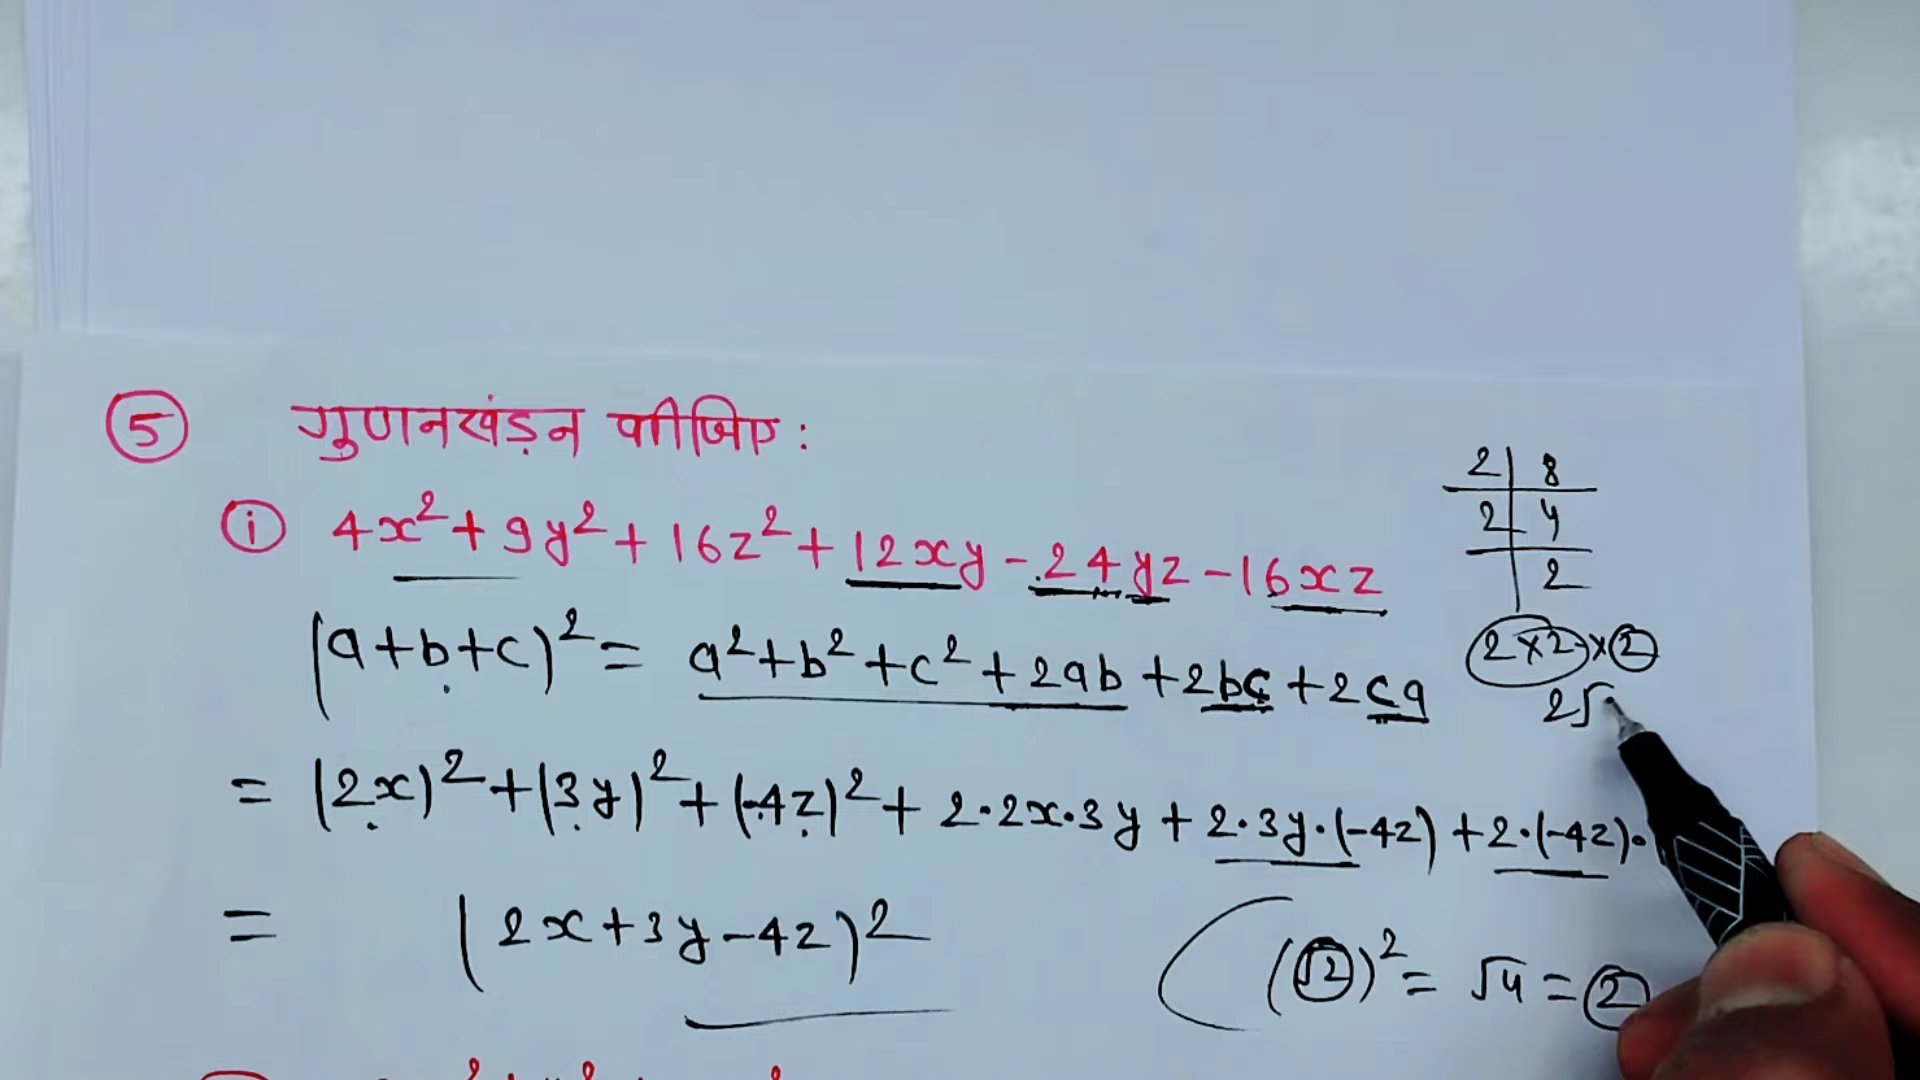 5 गुणनखंड़न कीजिए :
i 4x²+9y²+16z²+12xy-24yz-16xz
(a+b+c)²= a²+b²+c²+2ab+2bc+2ca
= (2x)²+(3y)²+(-4z)²+2·2x·3y+2·3y·(-4z)+2·(-4z)·
= (2x+3y-4z)²
2 8
2 4
2
2×2×2
2√
(√2)²=√4=2